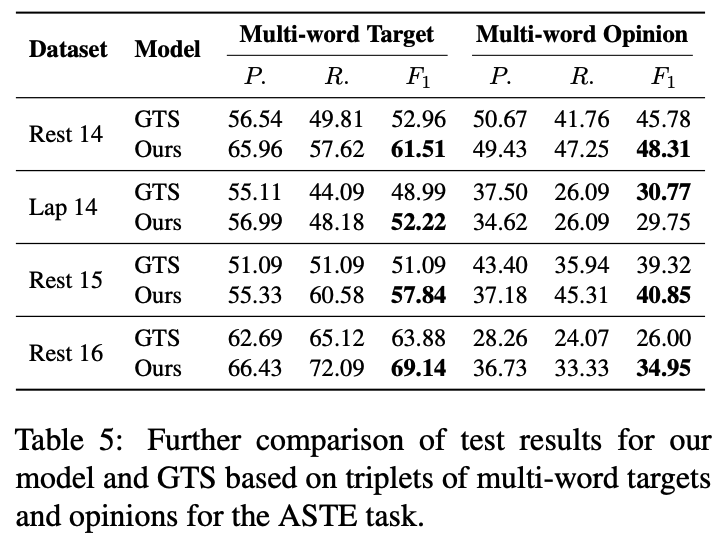 Dataset Model Multi-word Target Multi-word Opinion
P. R. F1 P. R. F1
Rest 14 GTS 56.54 49.81 52.96 50.67 41.76 45.78
Ours 65.96 57.62 61.51 49.43 47.25 48.31
Lap 14 GTS 55.11 44.09 48.99 37.50 26.09 30.77
Ours 56.99 48.18 52.22 34.62 26.09 29.75
Rest 15 GTS 51.09 51.09 51.09 43.40 35.94 39.32
Ours 55.33 60.58 57.84 37.18 45.31 40.85
Rest 16 GTS 62.69 65.12 63.88 28.26 24.07 26.00
Ours 66.43 72.09 69.14 36.73 33.33 34.95
Table 5: Further comparison of test results for our
model and GTS based on triplets of multi-word targets
and opinions for the ASTE task.